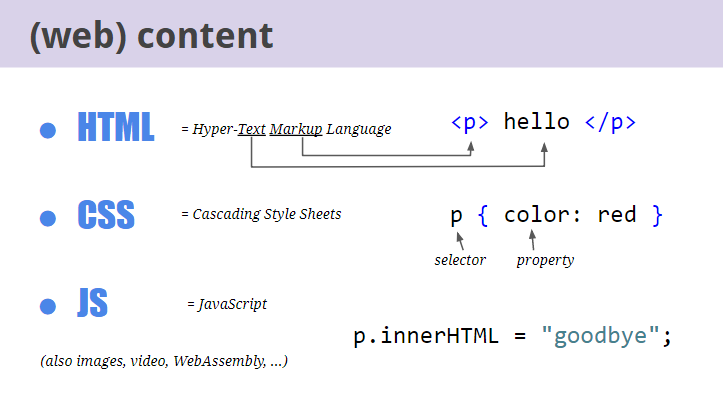 (web) content
● HTML = Hyper-Text Markup Language <p> hello </p>
● CSS = Cascading Style Sheets p { color: red }
selector property
● JS = JavaScript
p.innerHTML = "goodbye";
(also images, video, WebAssembly, ...)